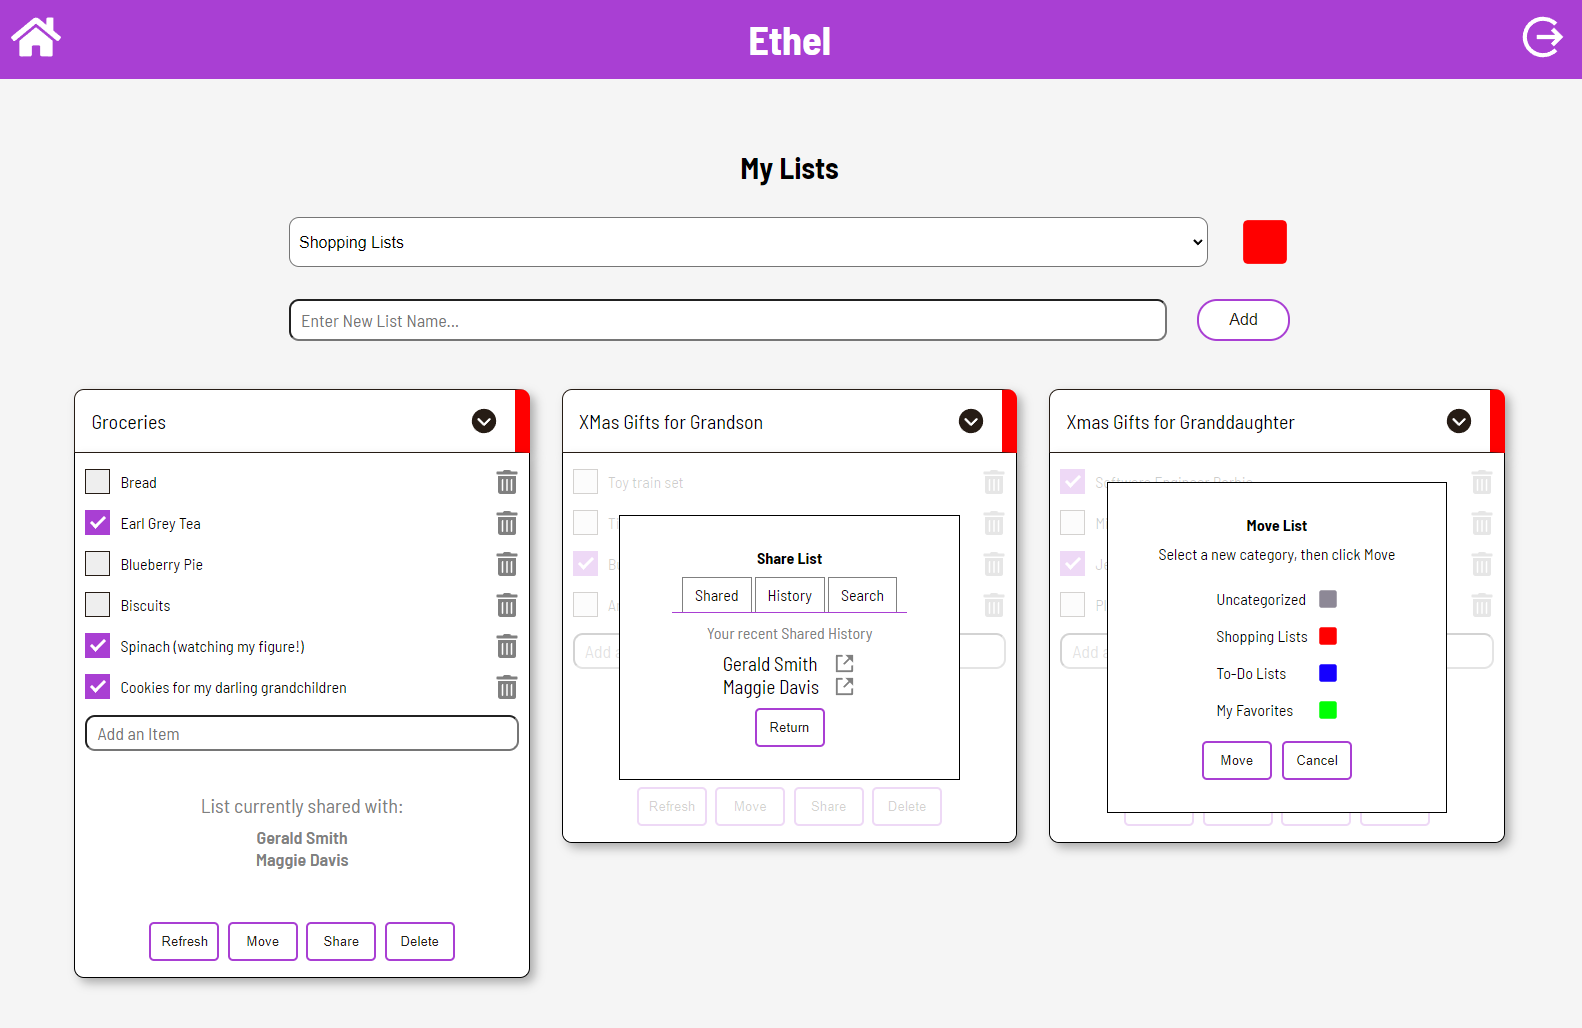 Ethel
My Lists
Shopping Lists
Enter New List Name...
Add
Groceries
Bread
Earl Grey Tea
Blueberry Pie
Biscuits
Spinach (watching my figure!)
Cookies for my darling grandchildren
Add an Item
List currently shared with:
Gerald Smith
Maggie Davis
Refresh Move Share Delete
XMas Gifts for Grandson
Toy train set
Share List
Shared History Search
Your recent Shared History
Gerald Smith
Maggie Davis
Return
Add
Refresh Move Share Delete
Xmas Gifts for Granddaughter
Move List
Select a new category, then click Move
Uncategorized
Shopping Lists
To-Do Lists
My Favorites
Move Cancel
Add